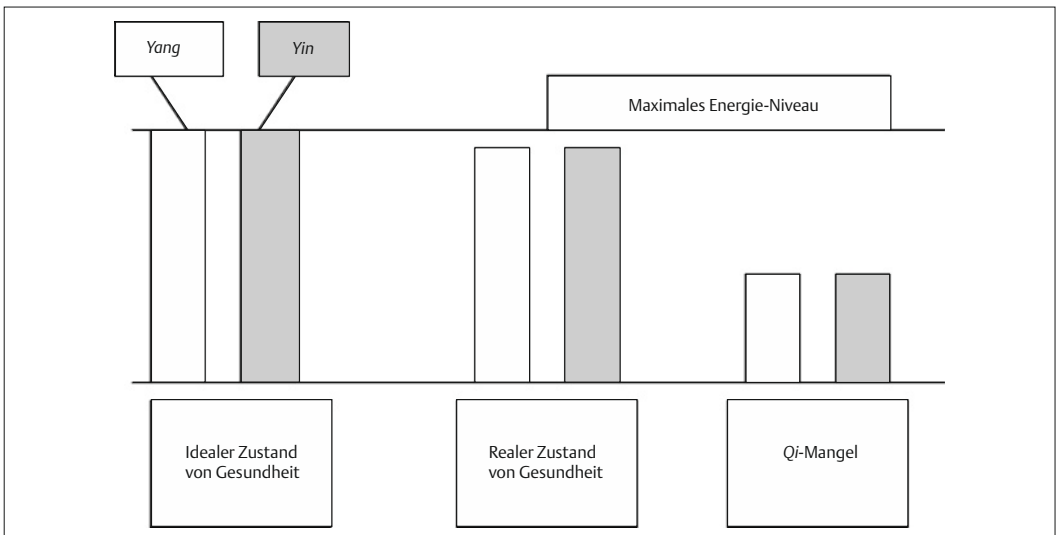 Yang
Yin
Maximales Energie-Niveau
Idealer Zustand
von Gesundheit
Realer Zustand
von Gesundheit
Qi-Mangel